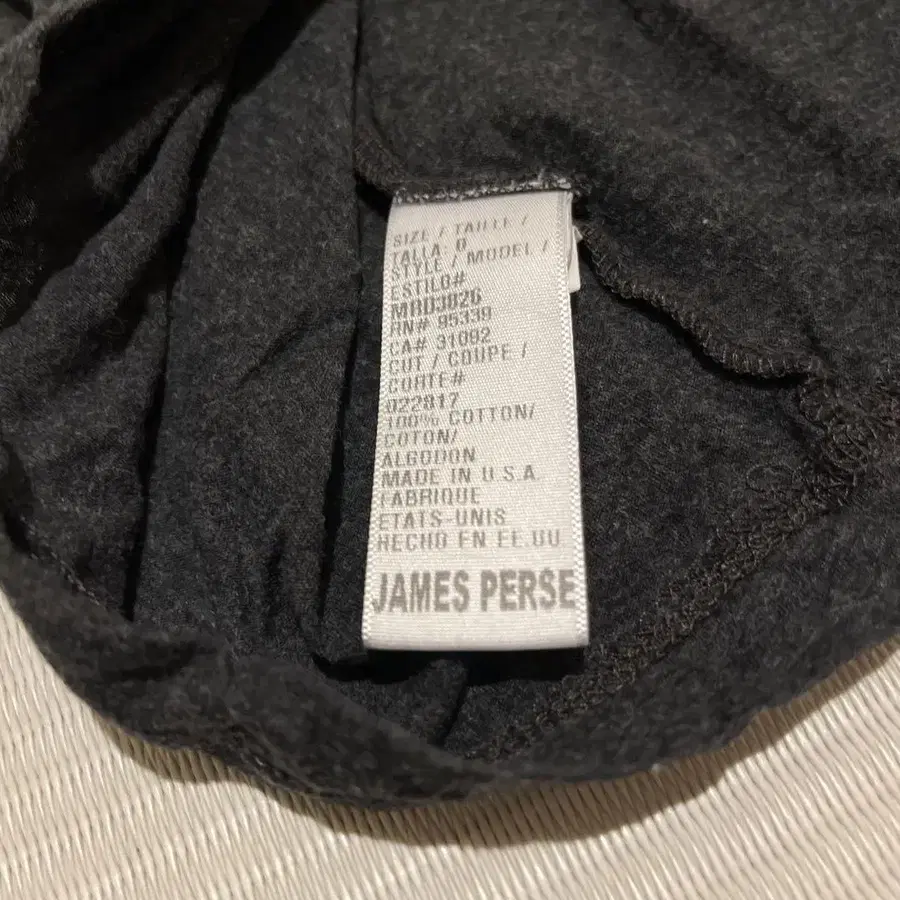 SIZE / TAILLE /
TALLA: 0
STYLE / MODEL /
ESTILO#
MRD3826
RN# 95339
CA# 31092
CUT / COUPE /
CORTE#
022817
100% COTTON/
COTON/
ALGODON
MADE IN U.S.A
FABRIQUE
ETATS-UNIS
HECHO EN EE.UU
JAMES PERSE